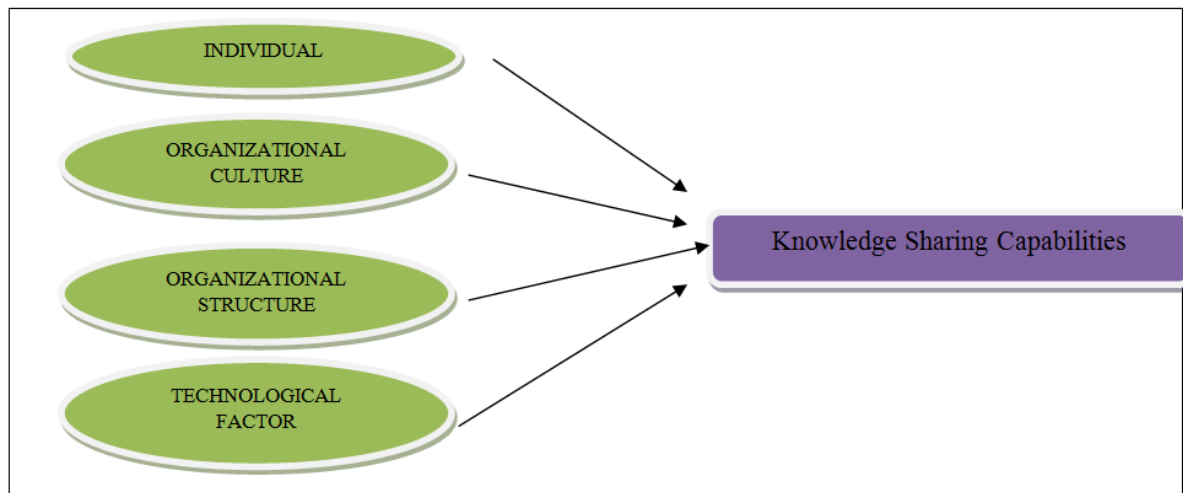 INDIVIDUAL
ORGANIZATIONAL
CULTURE
ORGANIZATIONAL
STRUCTURE
TECHNOLOGICAL
FACTOR
Knowledge Sharing Capabilities